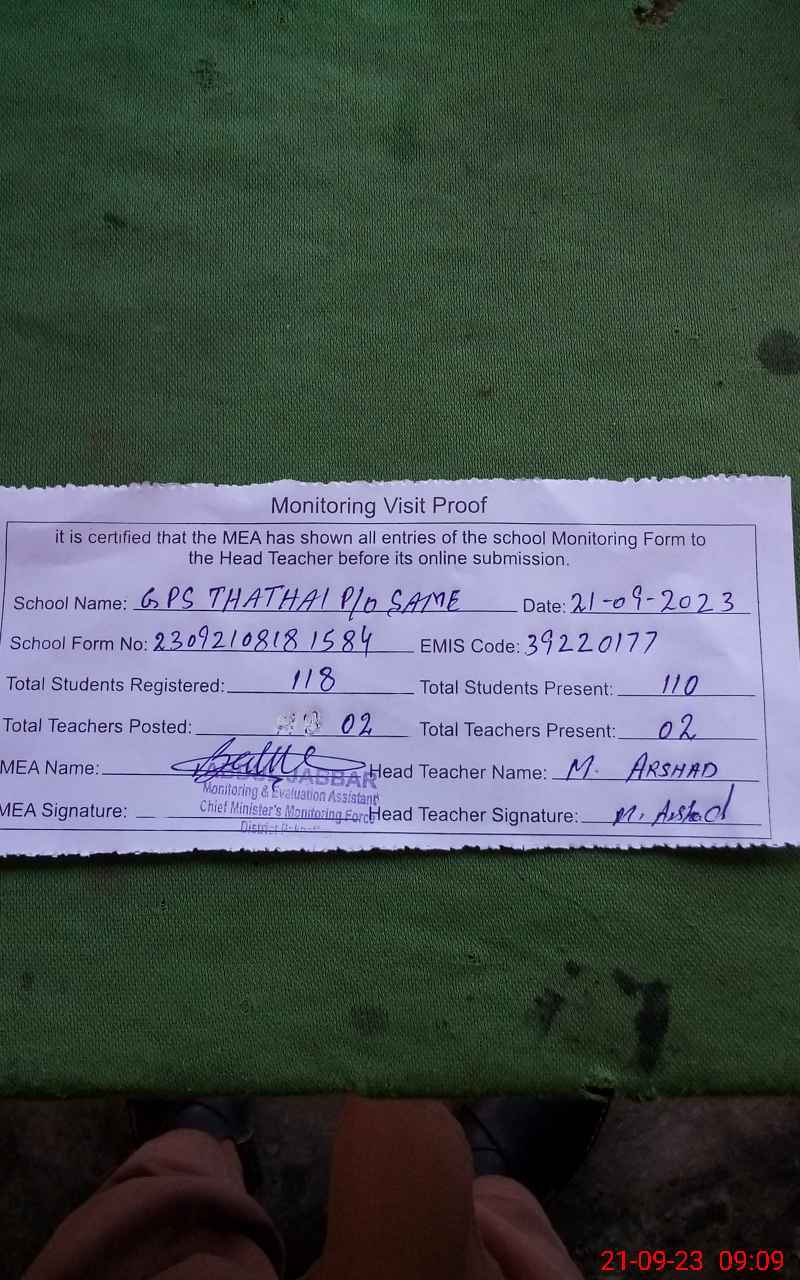 Monitoring Visit Proof
it is certified that the MEA has shown all entries of the school Monitoring Form to
the Head Teacher before its online submission.
School Name: GPS THATHAI P/O SAME Date: 21-09-2023
School Form No: 23092108181584 EMIS Code: 39220177
Total Students Registered: 118 Total Students Present: 110
Total Teachers Posted: 02 Total Teachers Present: 02
MEA Name: Head Teacher Name: M. ARSHAD
JABBAR
Monitoring & Evaluation Assistant
MEA Signature: Head Teacher Signature: M. Arshad
Chief Minister's Monitoring Force
District
21-09-23 09:09